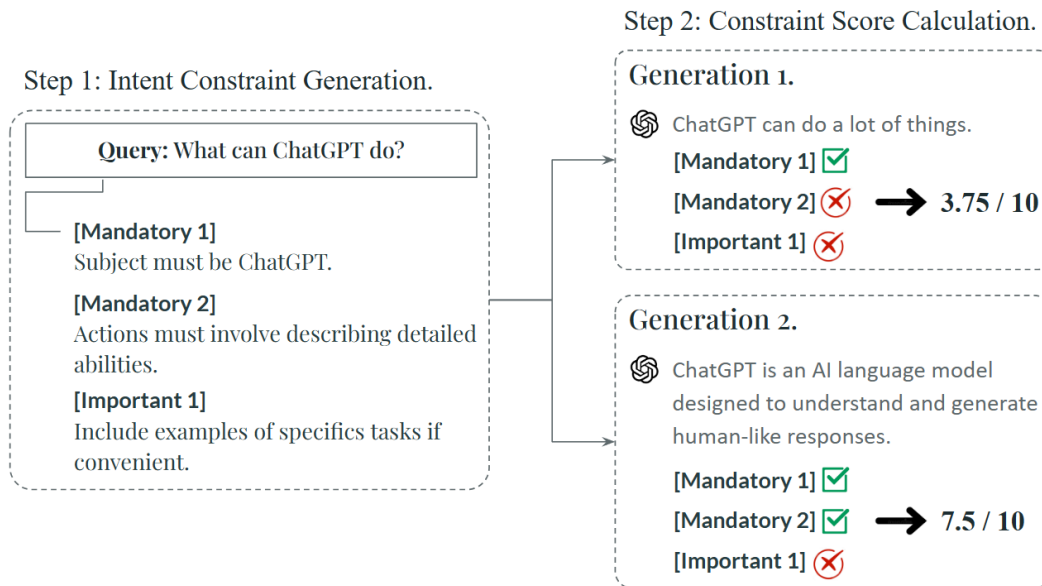 Step 1: Intent Constraint Generation.
Query: What can ChatGPT do?
[Mandatory 1]
Subject must be ChatGPT.
[Mandatory 2]
Actions must involve describing detailed
abilities.
[Important 1]
Include examples of specifics tasks if
convenient.
Step 2: Constraint Score Calculation.
Generation 1.
ChatGPT can do a lot of things.
[Mandatory 1]
[Mandatory 2]
3.75 / 10
[Important 1]
Generation 2.
ChatGPT is an AI language model
designed to understand and generate
human-like responses.
[Mandatory 1]
[Mandatory 2]
7.5 / 10
[Important 1]